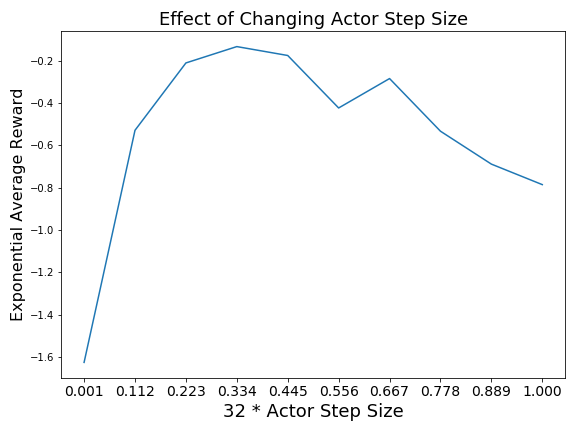 Effect of Changing Actor Step Size
Exponential Average Reward
−0.2
−0.4
−0.6
−0.8
−1.0
−1.2
−1.4
−1.6
0.001 0.112 0.223 0.334 0.445 0.556 0.667 0.778 0.889 1.000
32 * Actor Step Size